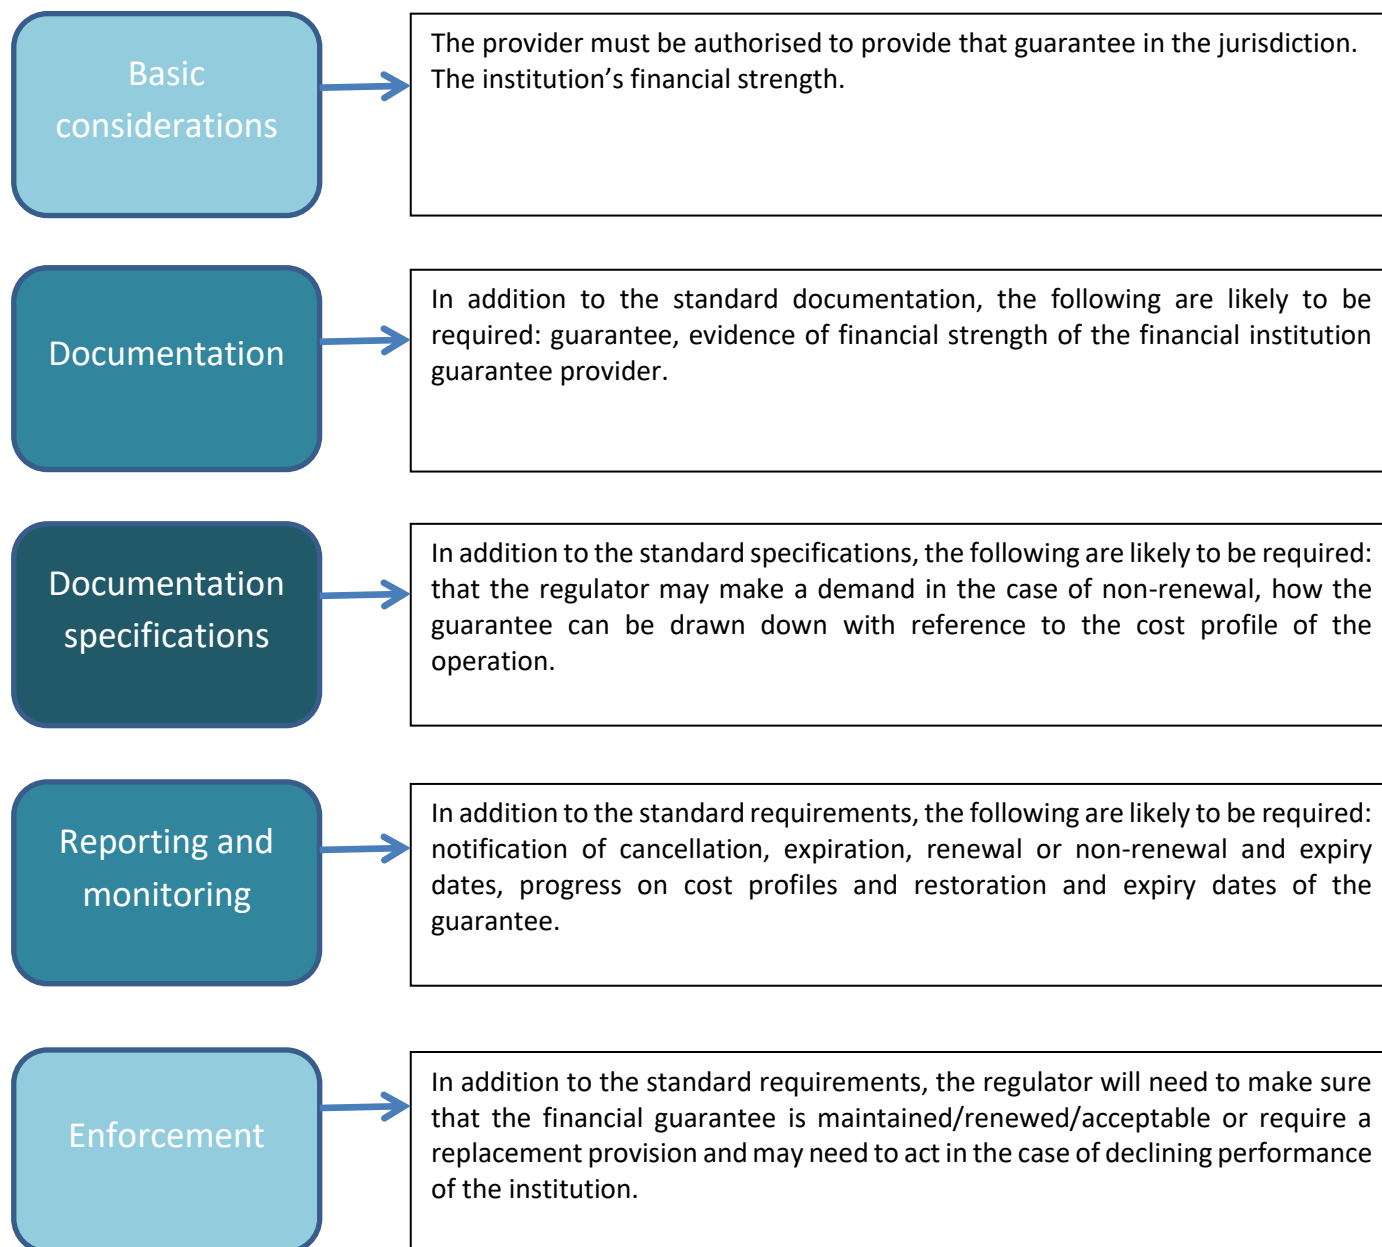 Basic
considerations
The provider must be authorised to provide that guarantee in the jurisdiction.
The institution’s financial strength.
Documentation
In addition to the standard documentation, the following are likely to be
required: guarantee, evidence of financial strength of the financial institution
guarantee provider.
Documentation
specifications
In addition to the standard specifications, the following are likely to be required:
that the regulator may make a demand in the case of non-renewal, how the
guarantee can be drawn down with reference to the cost profile of the
operation.
Reporting and
monitoring
In addition to the standard requirements, the following are likely to be required:
notification of cancellation, expiration, renewal or non-renewal and expiry
dates, progress on cost profiles and restoration and expiry dates of the
guarantee.
Enforcement
In addition to the standard requirements, the regulator will need to make sure
that the financial guarantee is maintained/renewed/acceptable or require a
replacement provision and may need to act in the case of declining performance
of the institution.